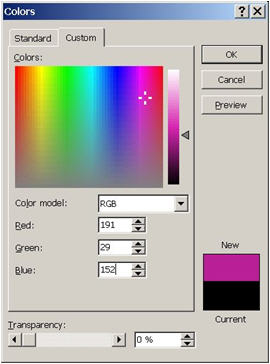 Colors
Standard
Custom
OK
Colors:
Cancel
Preview
Color model:
RGB
Red:
191
Green:
29
Blue:
152
New
Current
Transparency:
0 %